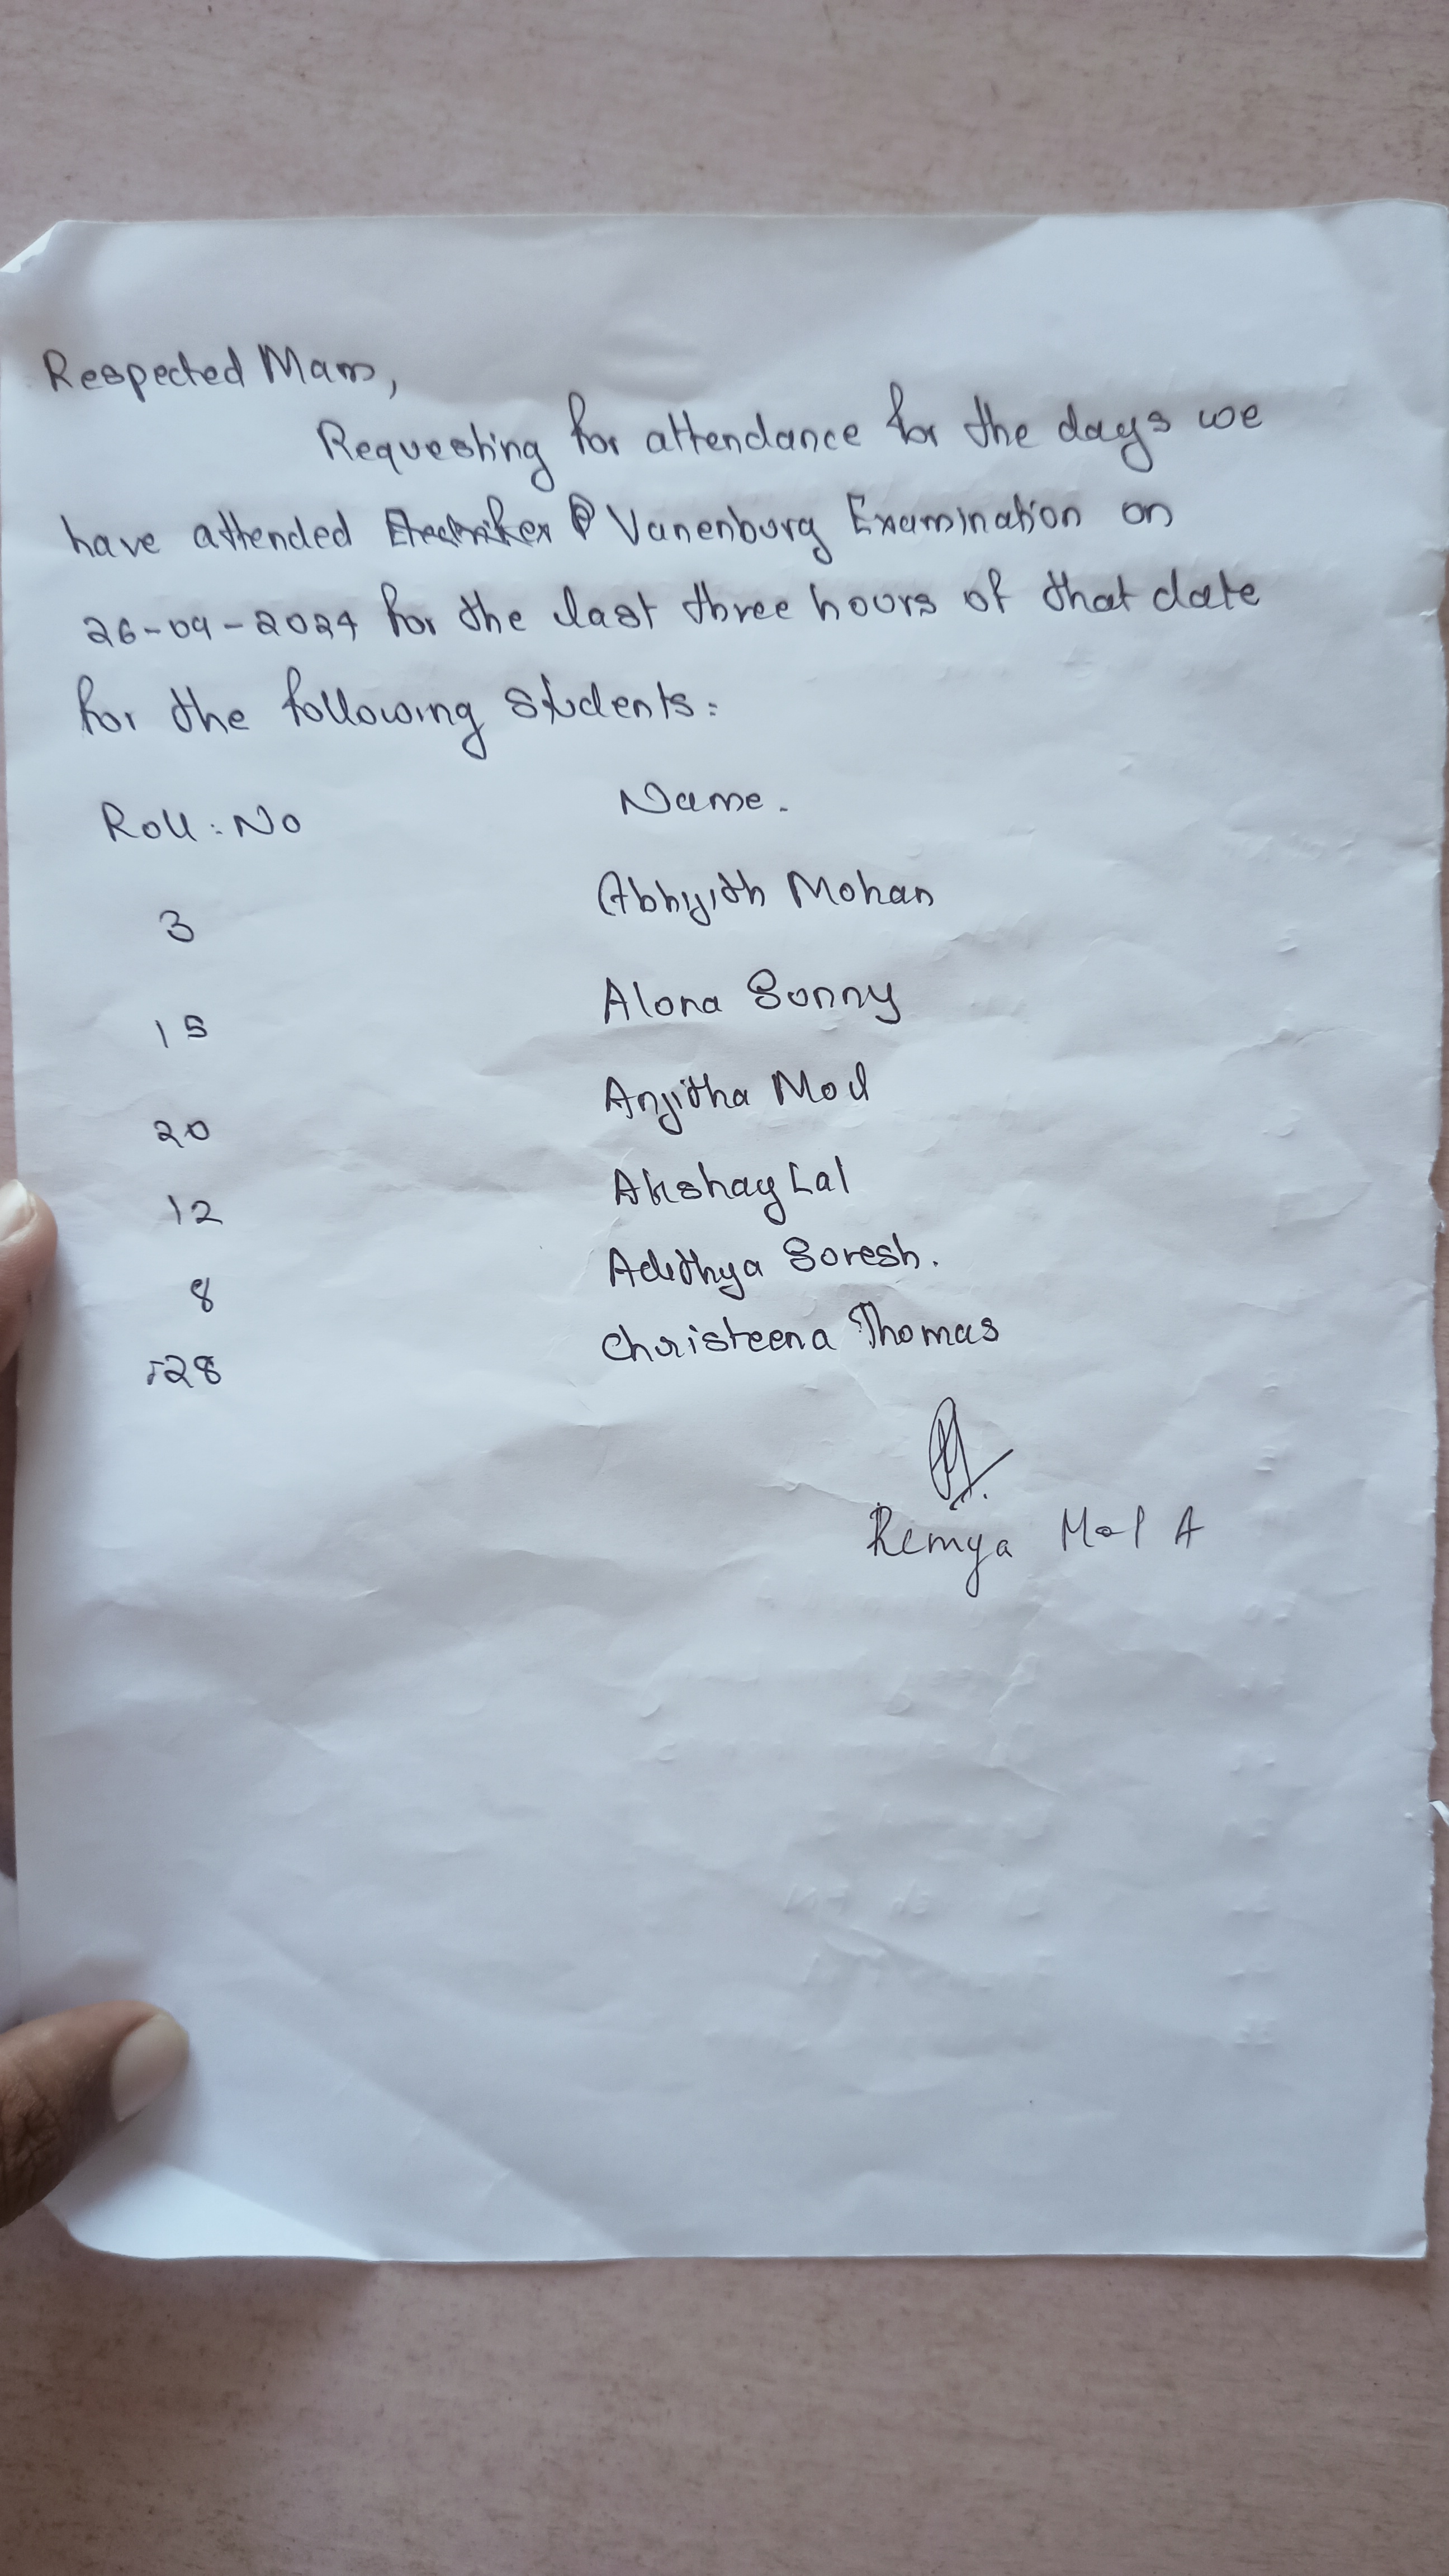 Respected Mam,
Requesting for attendance for the days we
have attended Vanenburg Examination on
26-09-2024 for the last three hours of that date
for the following students:
Roll: No Name.
3 Abhijith Mohan
15 Alona Sonny
20 Anjitha Mol
12 Akshay Lal
8 Adithya Suresh.
28 Christeena Thomas
Remya Mol A